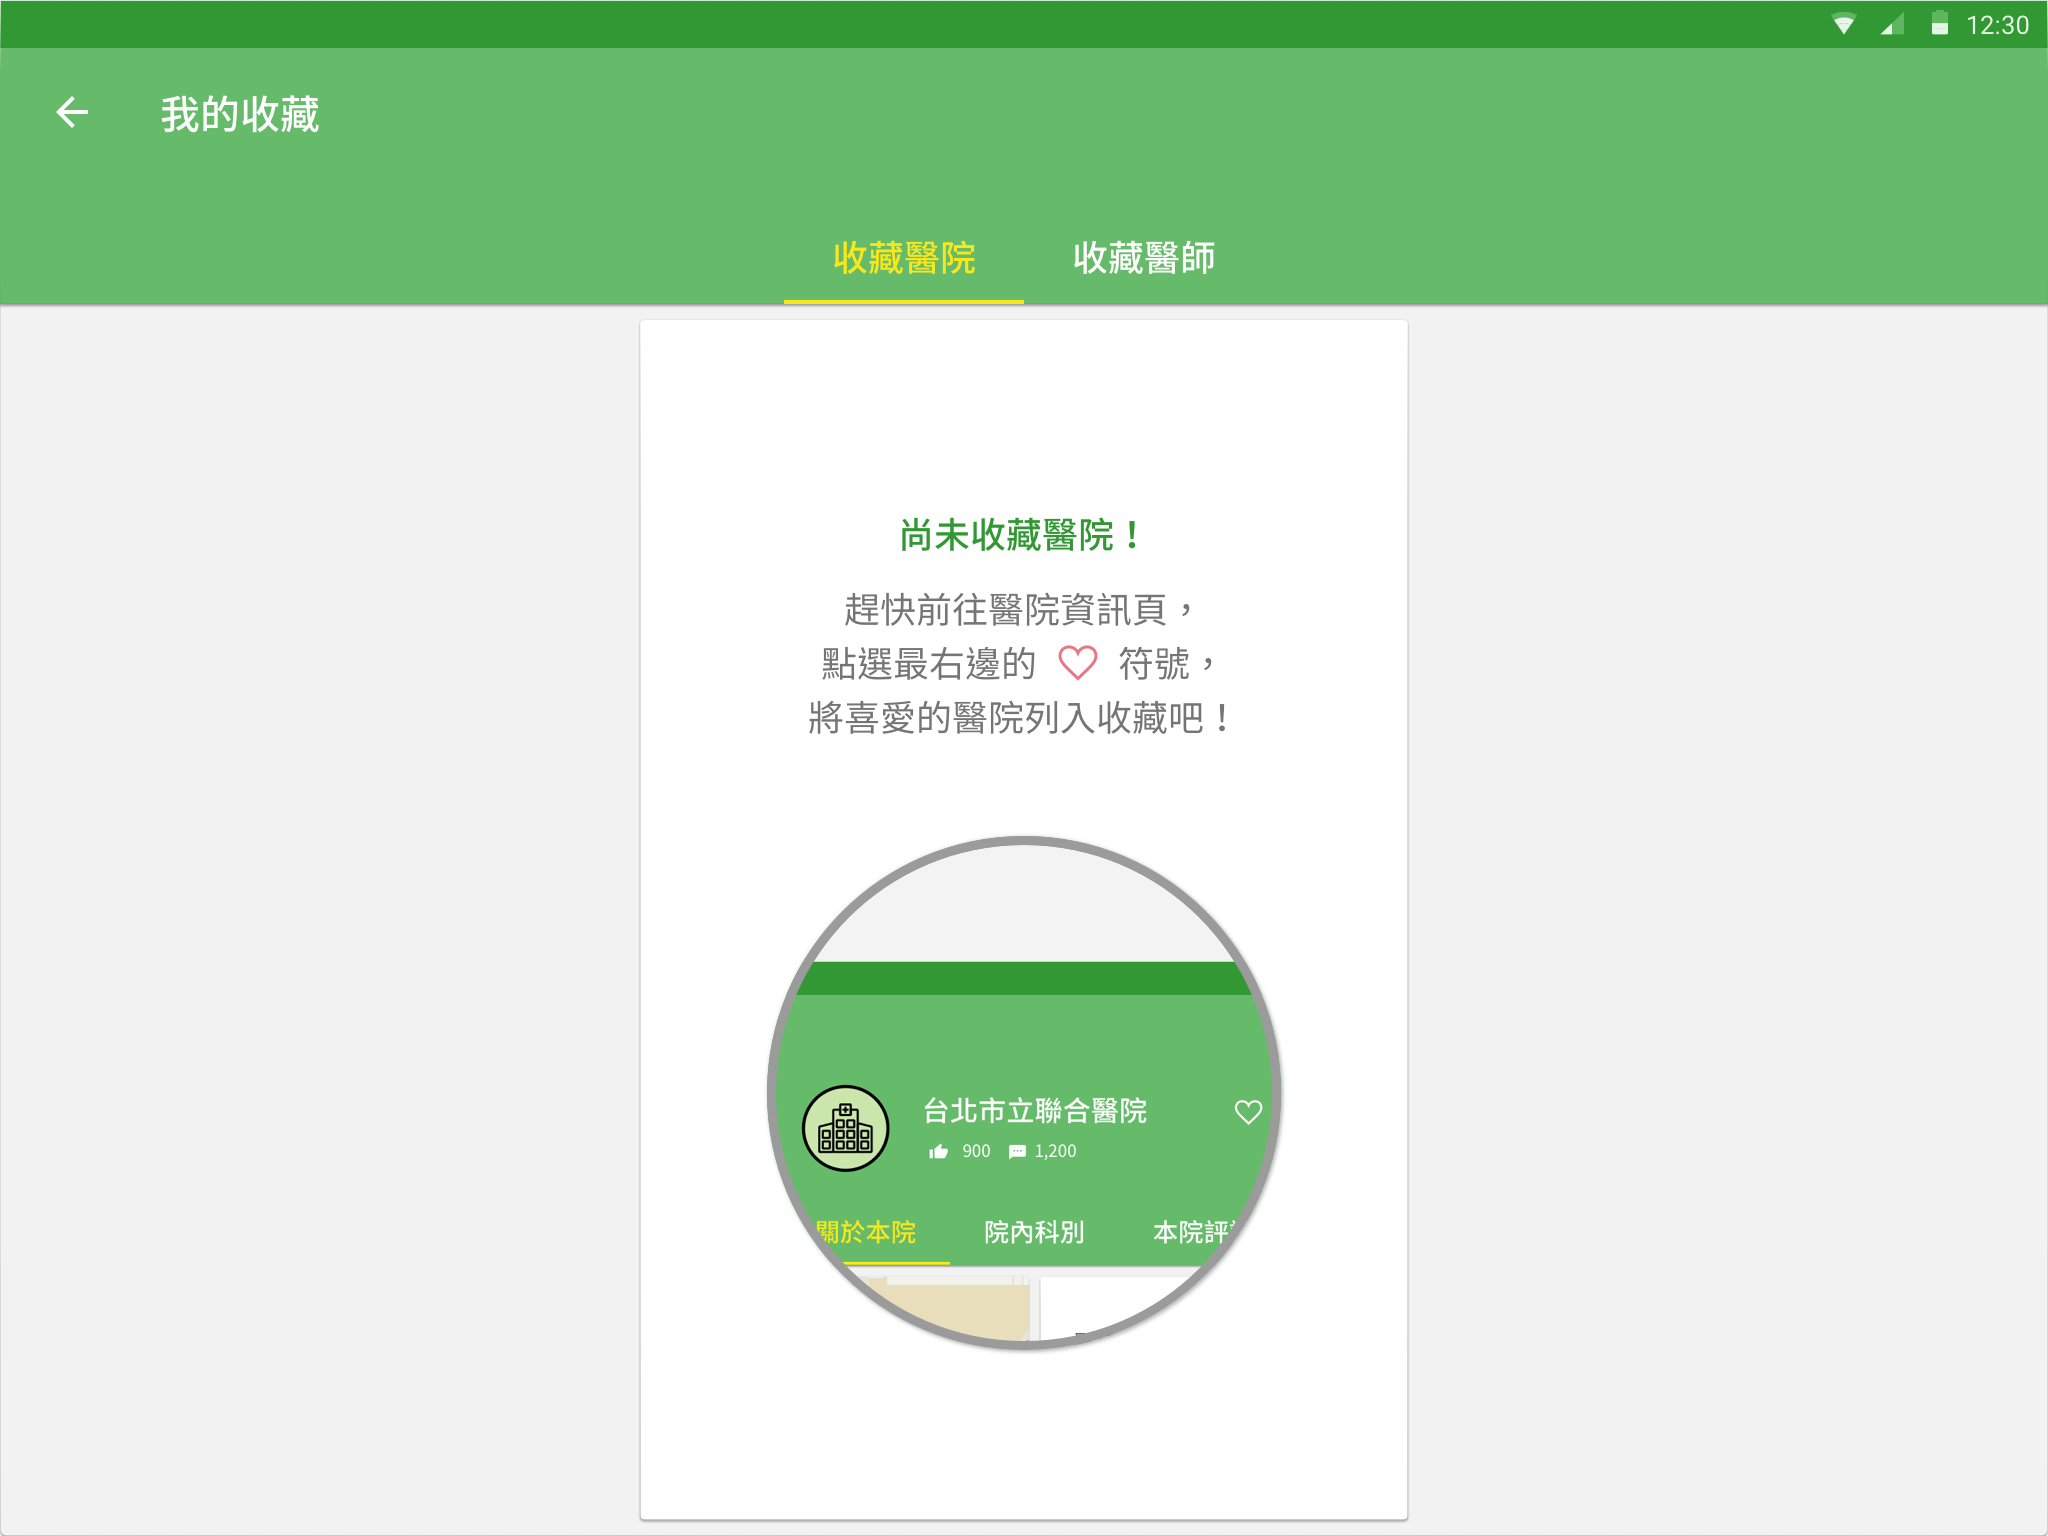 12:30
我的收藏
收藏醫院 收藏醫師
尚未收藏醫院！
趕快前往醫院資訊頁，
點選最右邊的 ♡ 符號，
將喜愛的醫院列入收藏吧！
台北市立聯合醫院
900 1,200
關於本院 院內科別 本院評